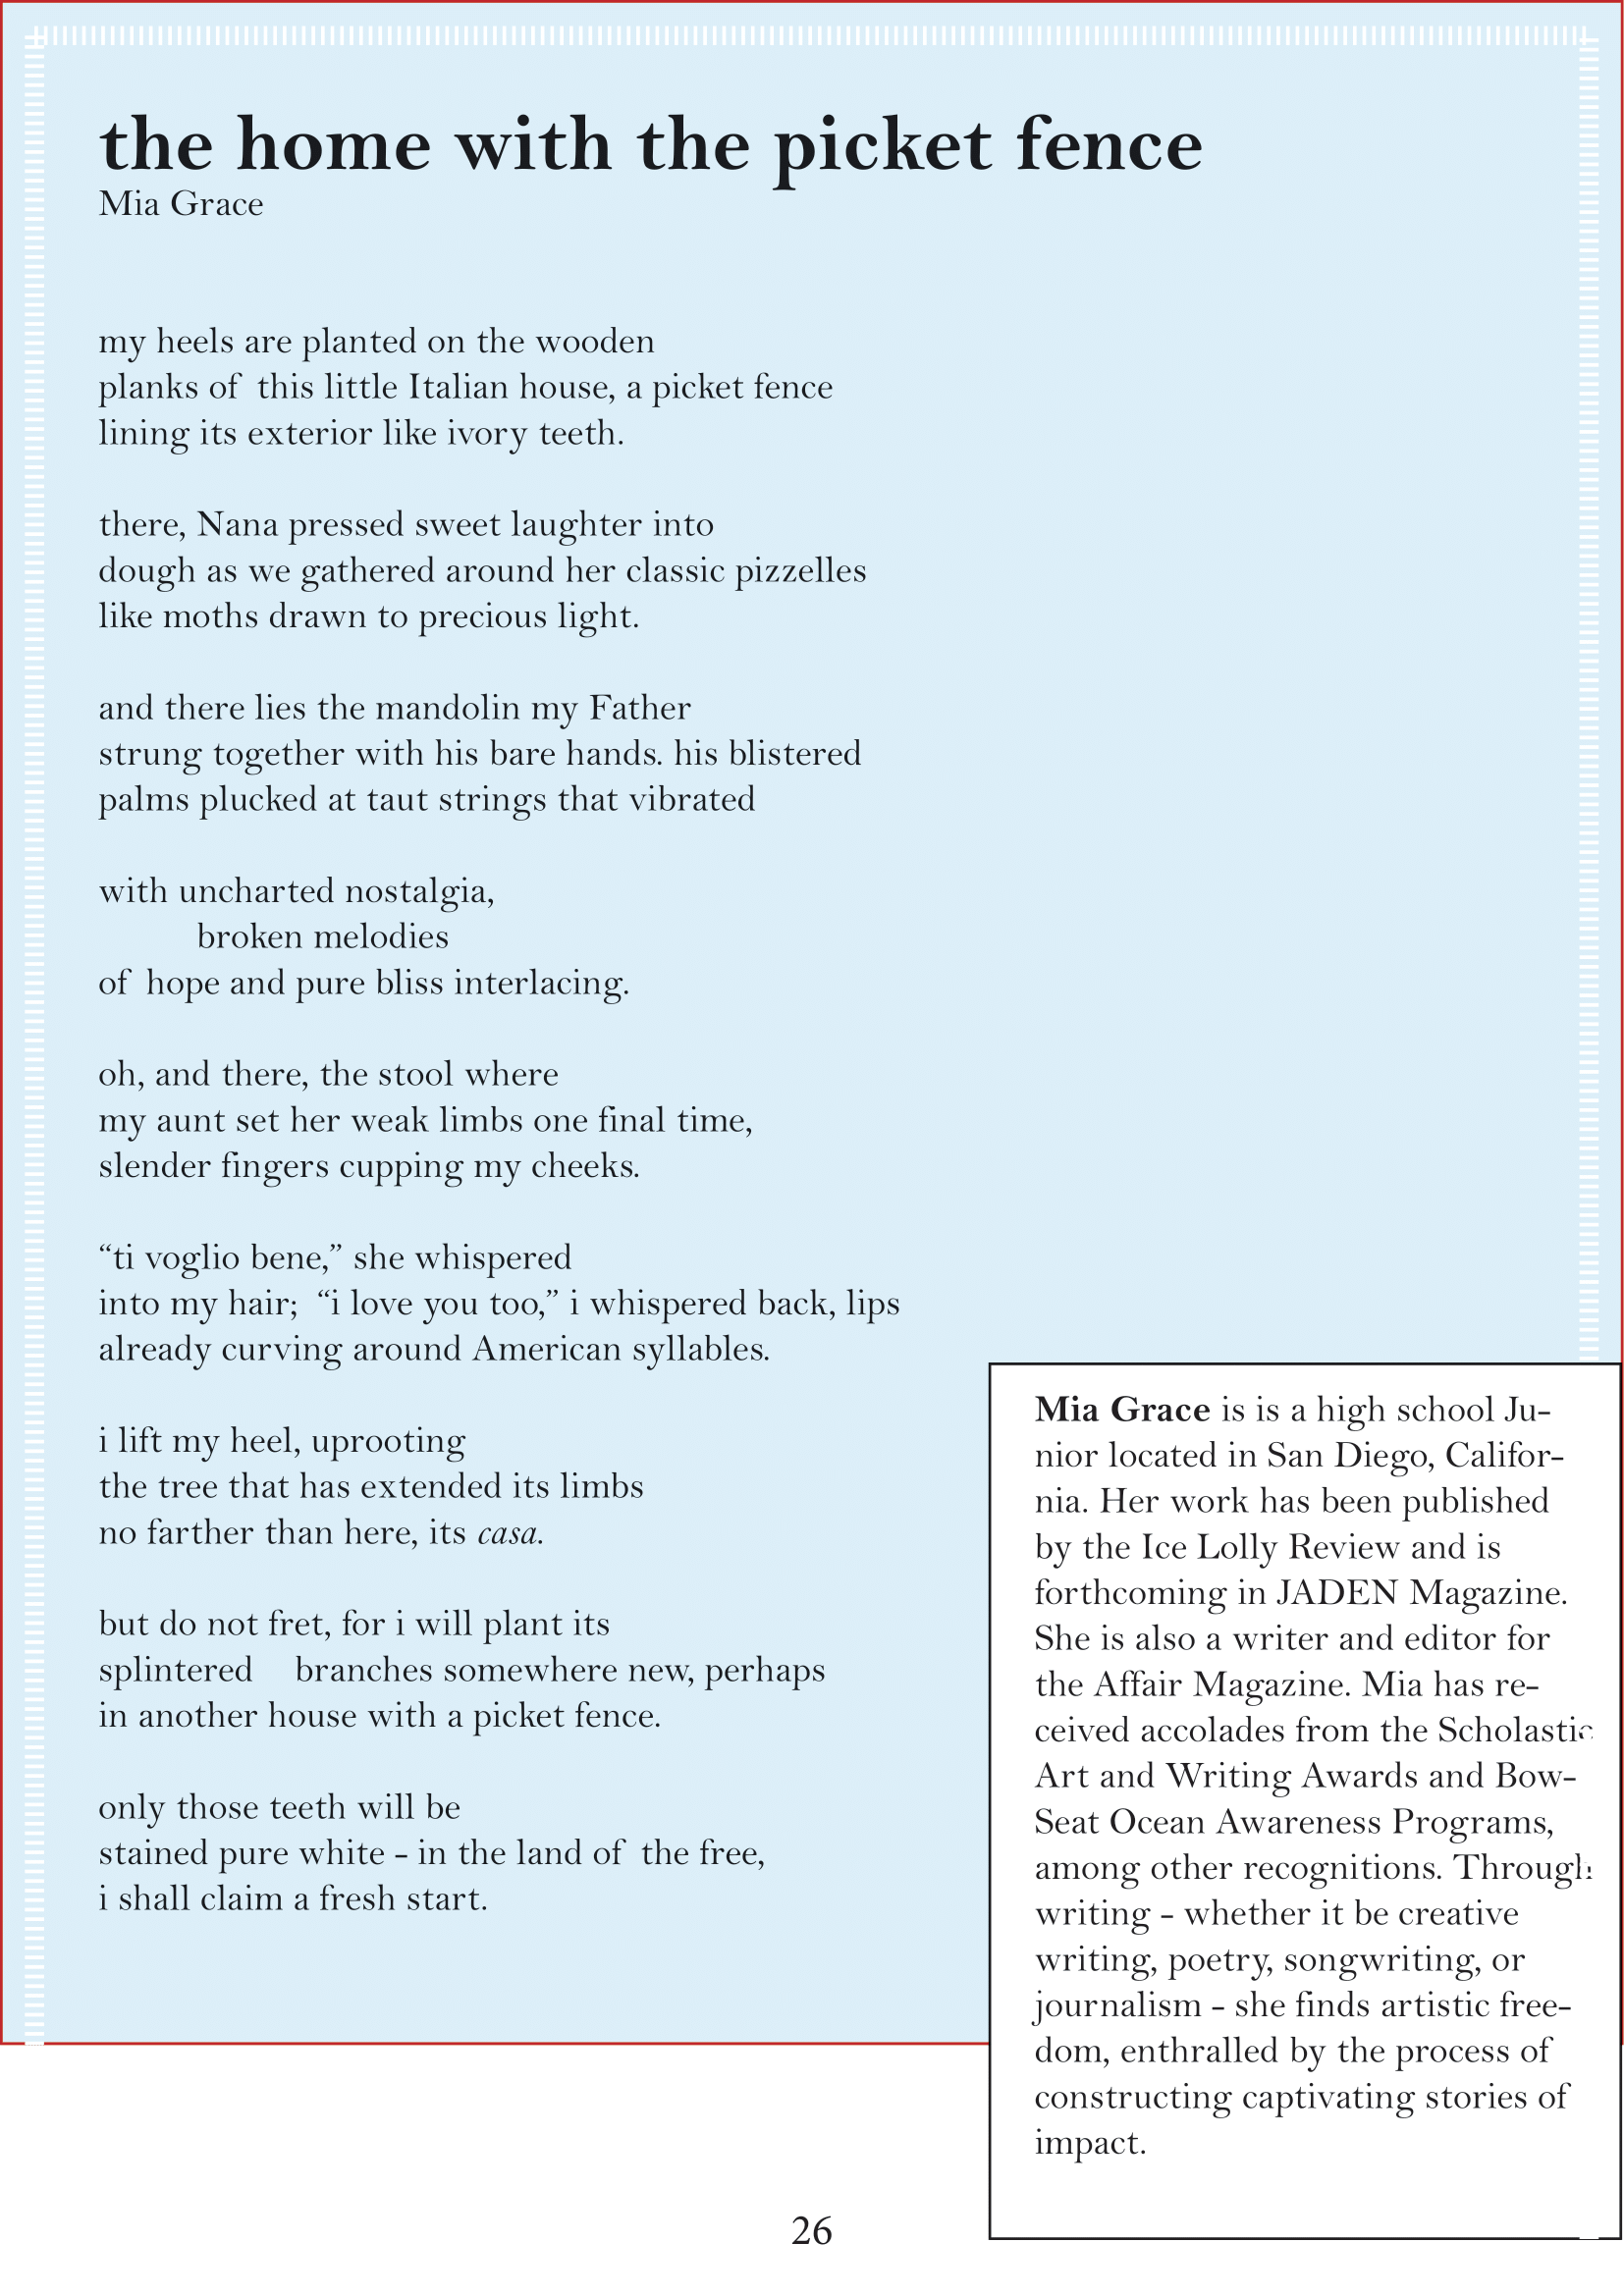 the home with the picket fence
Mia Grace
my heels are planted on the wooden
planks of this little Italian house, a picket fence
lining its exterior like ivory teeth.
there, Nana pressed sweet laughter into
dough as we gathered around her classic pizzelles
like moths drawn to precious light.
and there lies the mandolin my Father
strung together with his bare hands. his blistered
palms plucked at taut strings that vibrated
with uncharted nostalgia,
broken melodies
of hope and pure bliss interlacing.
oh, and there, the stool where
my aunt set her weak limbs one final time,
slender fingers cupping my cheeks.
“ti voglio bene,” she whispered
into my hair; “i love you too,” i whispered back, lips
already curving around American syllables.
i lift my heel, uprooting
the tree that has extended its limbs
no farther than here, its casa.
but do not fret, for i will plant its
splintered branches somewhere new, perhaps
in another house with a picket fence.
only those teeth will be
stained pure white - in the land of the free,
i shall claim a fresh start.
Mia Grace is is a high school Ju-
nior located in San Diego, Califor-
nia. Her work has been published
by the Ice Lolly Review and is
forthcoming in JADEN Magazine.
She is also a writer and editor for
the Affair Magazine. Mia has re-
ceived accolades from the Scholastic
Art and Writing Awards and Bow-
Seat Ocean Awareness Programs,
among other recognitions. Through
writing - whether it be creative
writing, poetry, songwriting, or
journalism - she finds artistic free-
dom, enthralled by the process of
constructing captivating stories of
impact.
26